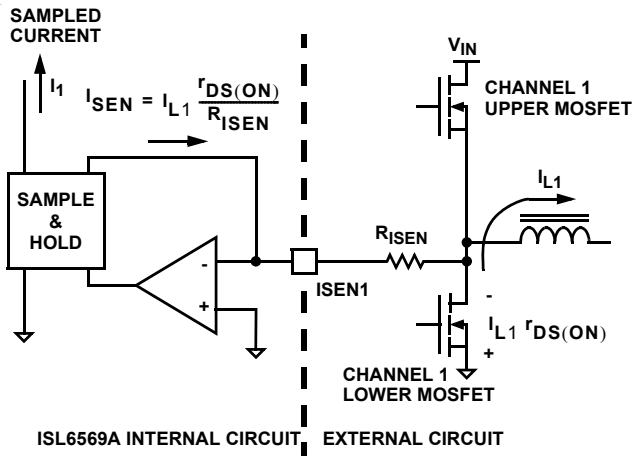 SAMPLED
CURRENT
I1
ISEN = IL1 rDS(ON)
RISEN
SAMPLE
&
HOLD
-
+
ISEN1
RISEN
VIN
CHANNEL 1
UPPER MOSFET
IL1
-
IL1 rDS(ON)
+
CHANNEL 1
LOWER MOSFET
ISL6569A INTERNAL CIRCUIT
EXTERNAL CIRCUIT